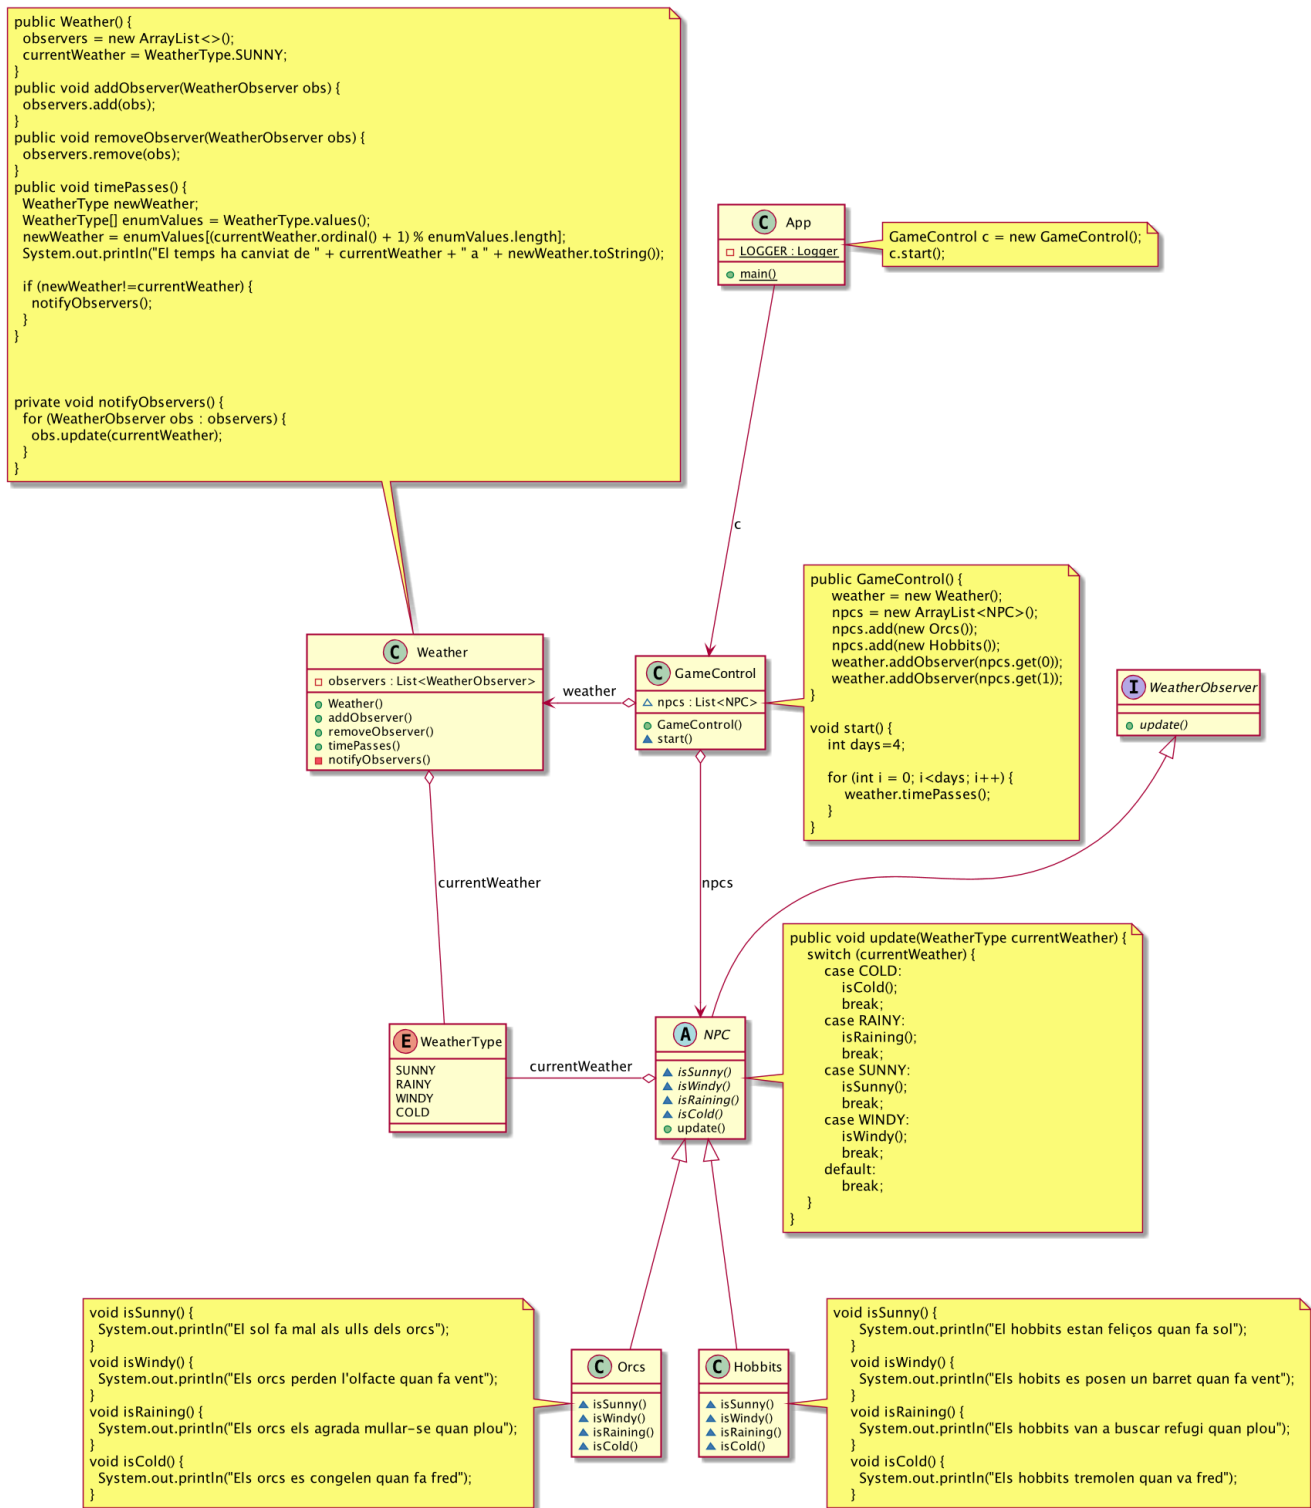 public Weather() {
observers = new ArrayList<>();
currentWeather = WeatherType.SUNNY;
}
public void addObserver(WeatherObserver obs) {
observers.add(obs);
}
public void removeObserver(WeatherObserver obs) {
observers.remove(obs);
}
public void timePasses() {
WeatherType newWeather;
WeatherType[] enumValues = WeatherType.values();
newWeather = enumValues[(currentWeather.ordinal() + 1) % enumValues.length];
System.out.println("El temps ha canviat de " + currentWeather + " a " + newWeather.toString());
if (newWeather!=currentWeather) {
notifyObservers();
}
}
private void notifyObservers() {
for (WeatherObserver obs : observers) {
obs.update(currentWeather);
}
}
C App
LOGGER : Logger
main()
GameControl c = new GameControl();
c.start();
c
C Weather
observers : List<WeatherObserver>
Weather()
addObserver()
removeObserver()
timePasses()
notifyObservers()
weather
C GameControl
npcs : List<NPC>
GameControl()
start()
public GameControl() {
weather = new Weather();
npcs = new ArrayList<NPC>();
npcs.add(new Orcs());
npcs.add(new Hobbits());
weather.addObserver(npcs.get(0));
weather.addObserver(npcs.get(1));
}
void start() {
int days=4;
for (int i = 0; i<days; i++) {
weather.timePasses();
}
}
I WeatherObserver
update()
currentWeather
npcs
E WeatherType
SUNNY
RAINY
WINDY
COLD
currentWeather
A NPC
isSunny()
isWindy()
isRaining()
isCold()
update()
public void update(WeatherType currentWeather) {
switch (currentWeather) {
case COLD:
isCold();
break;
case RAINY:
isRaining();
break;
case SUNNY:
isSunny();
break;
case WINDY:
isWindy();
break;
default:
break;
}
}
void isSunny() {
System.out.println("El sol fa mal als ulls dels orcs");
}
void isWindy() {
System.out.println("Els orcs perden l'olfacte quan fa vent");
}
void isRaining() {
System.out.println("Els orcs els agrada mullar-se quan plou");
}
void isCold() {
System.out.println("Els orcs es congelen quan fa fred");
}
C Orcs
isSunny()
isWindy()
isRaining()
isCold()
C Hobbits
isSunny()
isWindy()
isRaining()
isCold()
void isSunny() {
System.out.println("El hobbits estan feliços quan fa sol");
}
void isWindy() {
System.out.println("Els hobits es posen un barret quan fa vent");
}
void isRaining() {
System.out.println("Els hobbits van a buscar refugi quan plou");
}
void isCold() {
System.out.println("Els hobbits tremolen quan va fred");
}